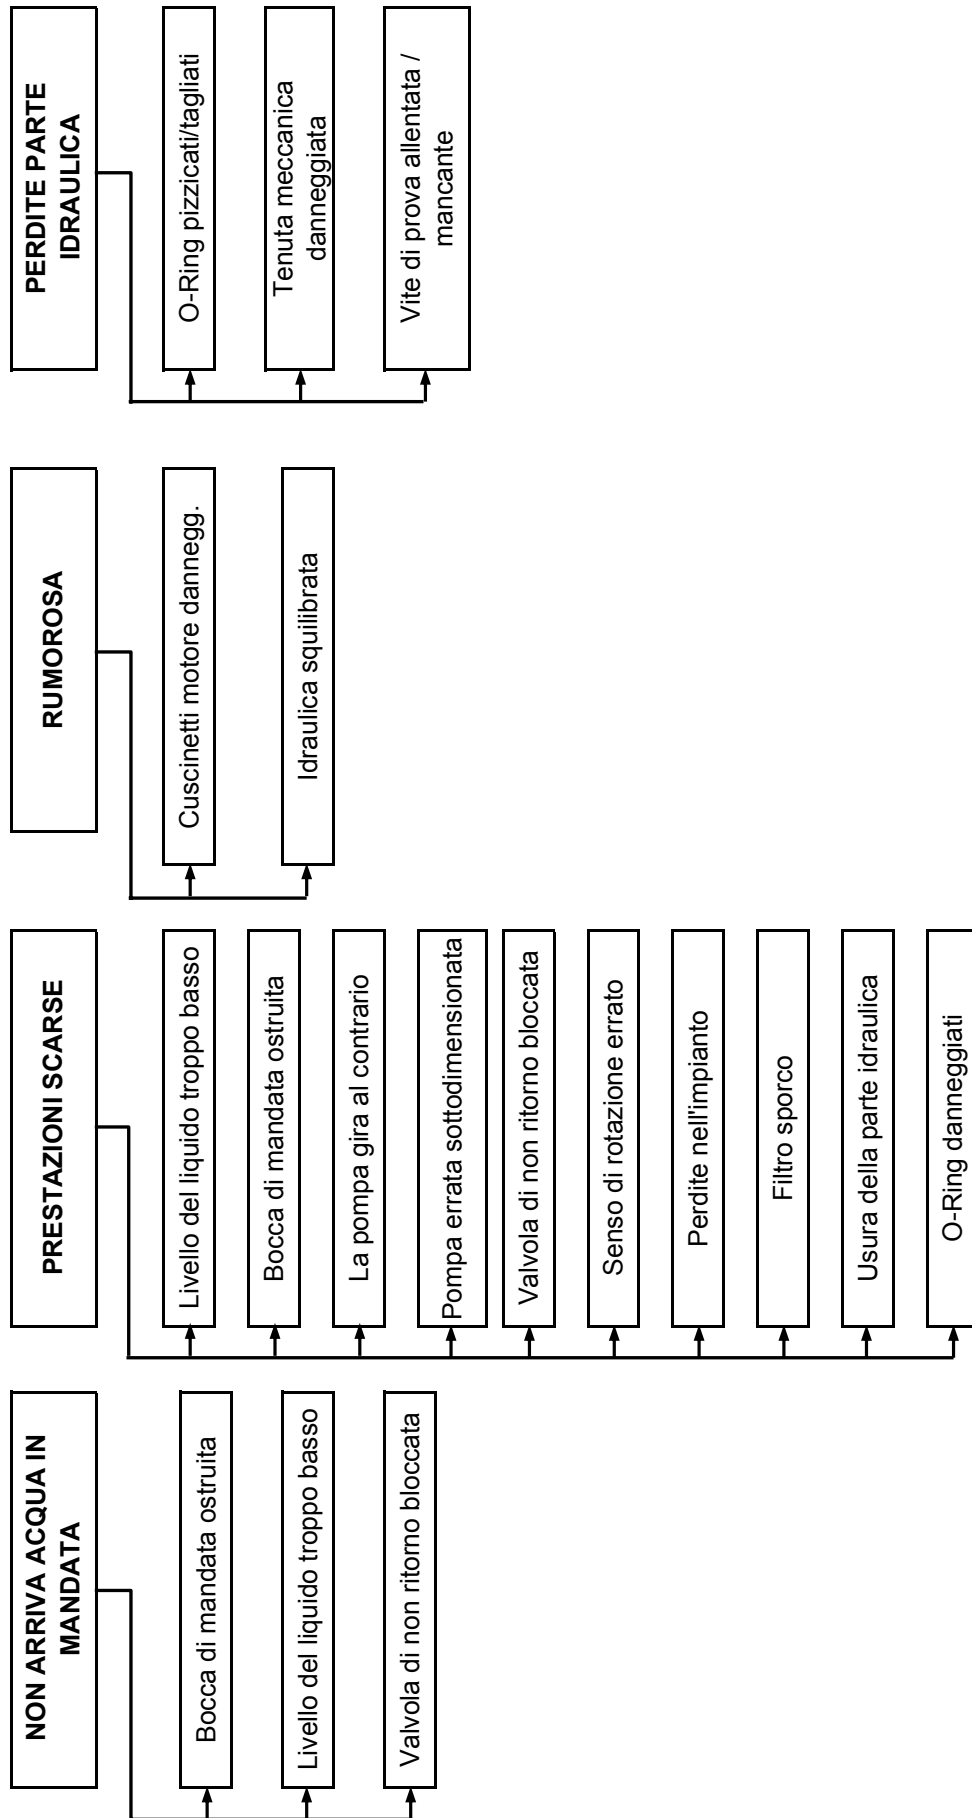 NON ARRIVA ACQUA IN
MANDATA
Bocca di mandata ostruita
Livello del liquido troppo basso
Valvola di non ritorno bloccata
PRESTAZIONI SCARSE
Livello del liquido troppo basso
Bocca di mandata ostruita
La pompa gira al contrario
Pompa errata sottodimensionata
Valvola di non ritorno bloccata
Senso di rotazione errato
Perdite nell'impianto
Filtro sporco
Usura della parte idraulica
O-Ring danneggiati
RUMOROSA
Cuscinetti motore dannegg.
Idraulica squilibrata
PERDITE PARTE
IDRAULICA
O-Ring pizzicati/tagliati
Tenuta meccanica
danneggiata
Vite di prova allentata /
mancante